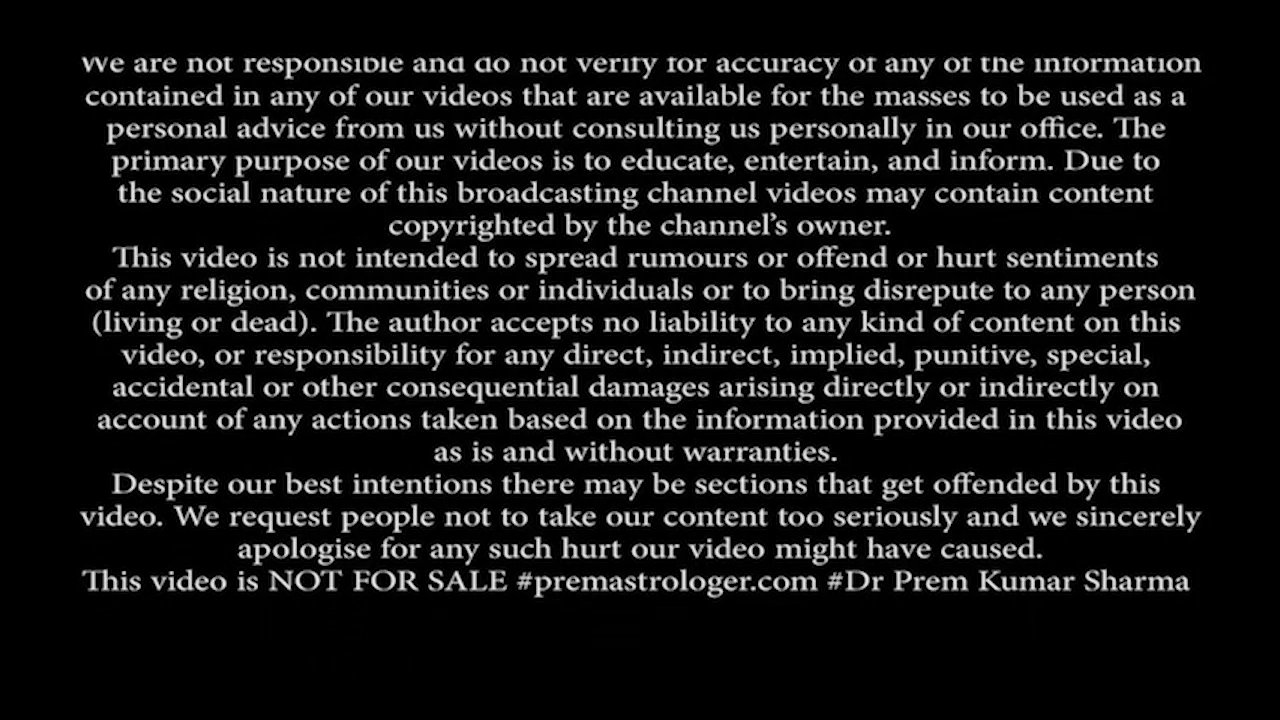 We are not responsible and do not verify for accuracy of any of the information
contained in any of our videos that are available for the masses to be used as a
personal advice from us without consulting us personally in our office. The
primary purpose of our videos is to educate, entertain, and inform. Due to
the social nature of this broadcasting channel videos may contain content
copyrighted by the channel’s owner.
This video is not intended to spread rumours or offend or hurt sentiments
of any religion, communities or individuals or to bring disrepute to any person
(living or dead). The author accepts no liability to any kind of content on this
video, or responsibility for any direct, indirect, implied, punitive, special,
accidental or other consequential damages arising directly or indirectly on
account of any actions taken based on the information provided in this video
as is and without warranties.
Despite our best intentions there may be sections that get offended by this
video. We request people not to take our content too seriously and we sincerely
apologise for any such hurt our video might have caused.
This video is NOT FOR SALE #premastrologer.com #Dr Prem Kumar Sharma